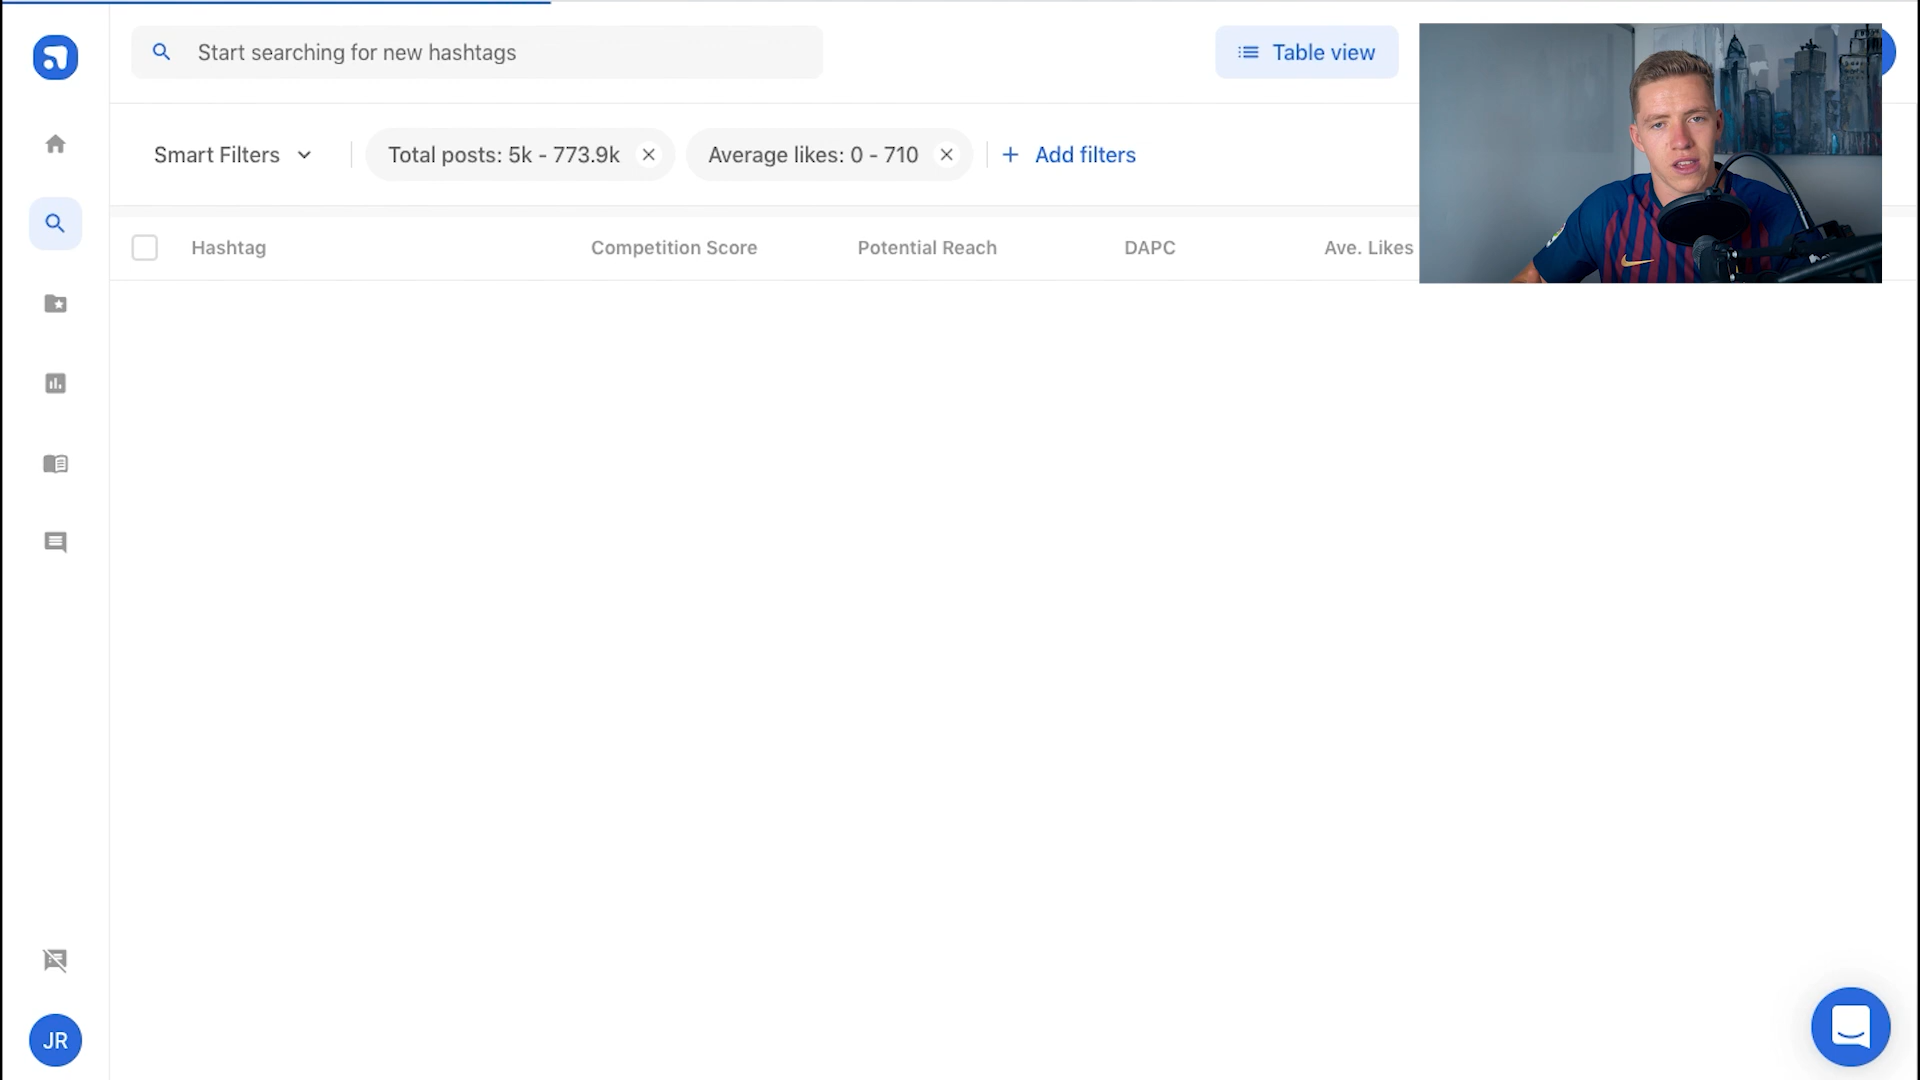 Start searching for new hashtags
Table view
Smart Filters
Total posts: 5k - 773.9k
Average likes: 0 - 710
+ Add filters
Hashtag
Competition Score
Potential Reach
DAPC
Ave. Likes
JR